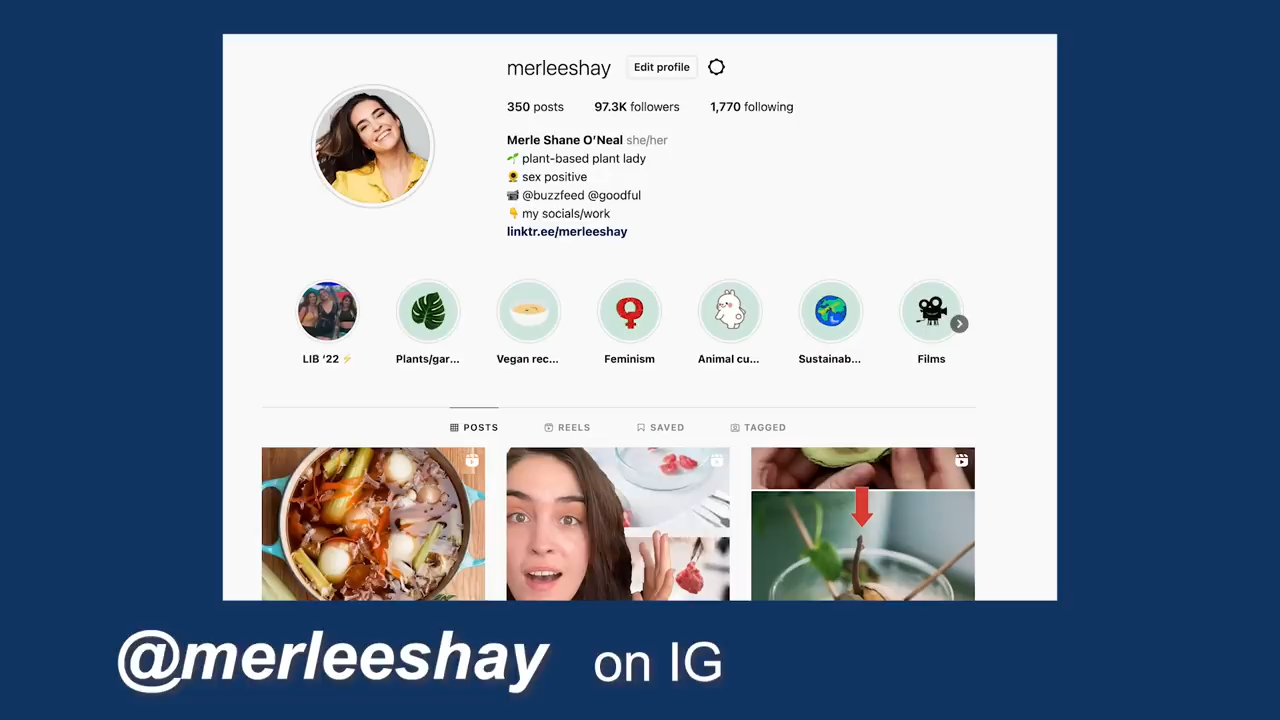 merleeshay Edit profile
350 posts 97.3K followers 1,770 following
Merle Shane O'Neal she/her
🌱 plant-based plant lady
🌻 sex positive
📹 @buzzfeed @goodful
👇 my socials/work
linktr.ee/merleeshay
LIB '22 ⚡ Plants/gar... Vegan rec... Feminism Animal cu... Sustainab... Films
POSTS REELS SAVED TAGGED
@merleeshay on IG